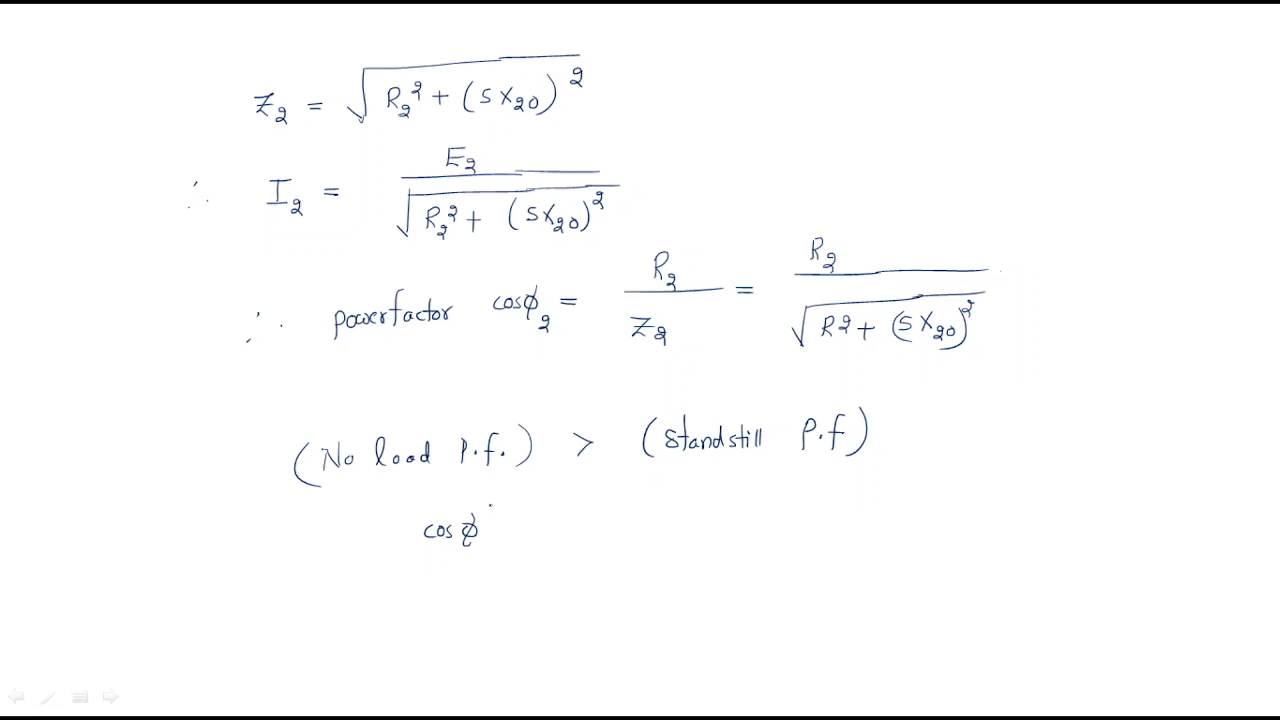 Z₂ = √(R₂² + (SX₂₀)²)
∴ I₂ = E₂ / √(R₂² + (SX₂₀)²)
∴ powerfactor cosφ₂ = R₂ / Z₂ = R₂ / √(R² + (SX₂₀)²)
(No load P.f.) > (Standstill P.f)
cosφ